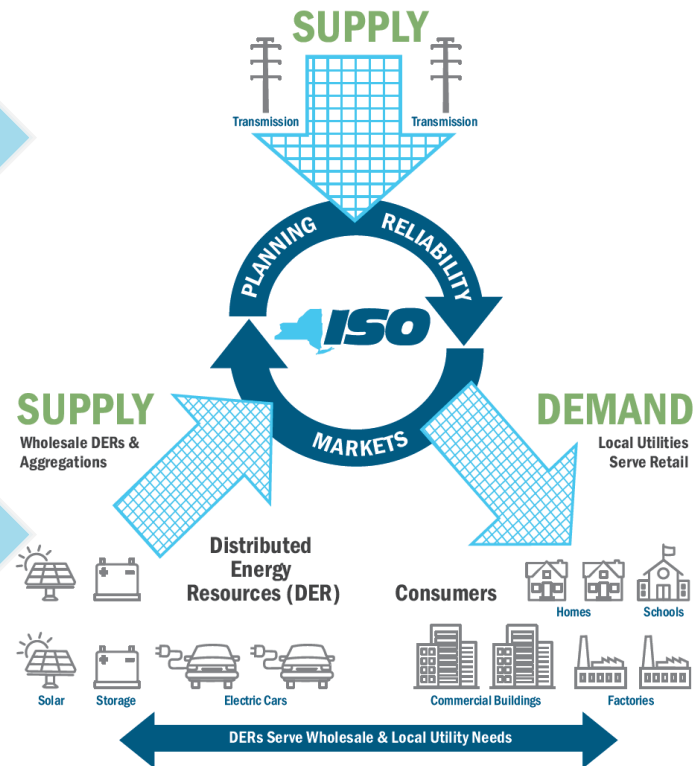 SUPPLY
Transmission
Transmission
PLANNING
RELIABILITY
ISO
MARKETS
SUPPLY
Wholesale DERs &
Aggregations
DEMAND
Local Utilities
Serve Retail
Distributed
Energy
Resources (DER)
Consumers
Homes
Schools
Solar
Storage
Electric Cars
Commercial Buildings
Factories
DERs Serve Wholesale & Local Utility Needs